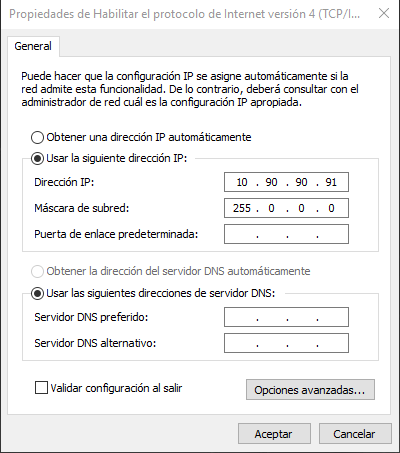 Propiedades de Habilitar el protocolo de Internet versión 4 (TCP/I...
General
Puede hacer que la configuración IP se asigne automáticamente si la
red admite esta funcionalidad. De lo contrario, deberá consultar con el
administrador de red cuál es la configuración IP apropiada.
Obtener una dirección IP automáticamente
Usar la siguiente dirección IP:
Dirección IP: 10 . 90 . 90 . 91
Máscara de subred: 255 . 0 . 0 . 0
Puerta de enlace predeterminada: . . .
Obtener la dirección del servidor DNS automáticamente
Usar las siguientes direcciones de servidor DNS:
Servidor DNS preferido: . . .
Servidor DNS alternativo: . . .
Validar configuración al salir
Opciones avanzadas...
Aceptar Cancelar